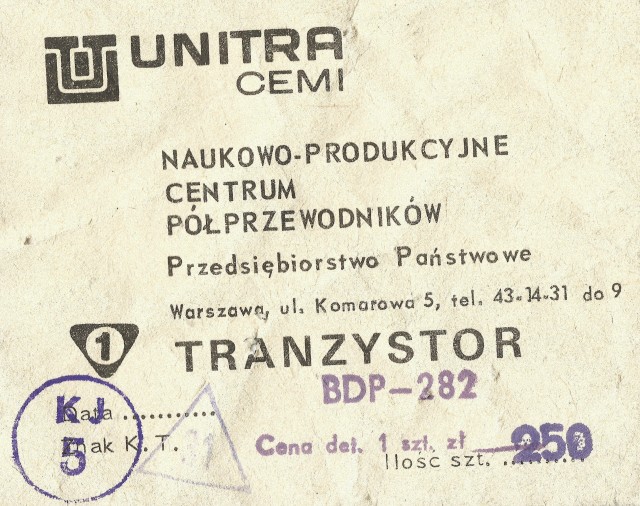 UNITRA
CEMI
NAUKOWO-PRODUKCYJNE
CENTRUM
PÓŁPRZEWODNIKÓW
Przedsiębiorstwo Państwowe
Warszawa, ul. Komarowa 5, tel. 43-14-31 do 9
1 TRANZYSTOR
BDP-282
KJ
Data ............
5
Znak K. T.
Cena det. 1 szt. zł 250
Ilość szt. ..........